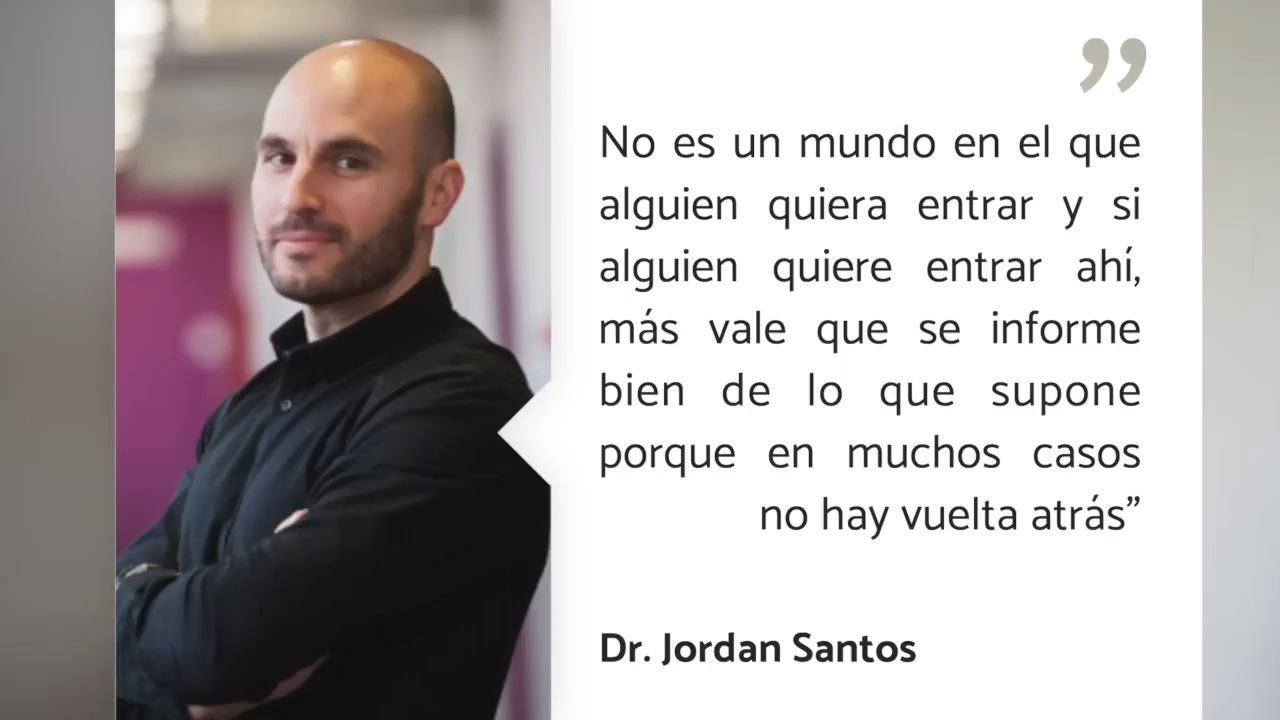 ”
No es un mundo en el que
alguien quiera entrar y si
alguien quiere entrar ahí,
más vale que se informe
bien de lo que supone
porque en muchos casos
no hay vuelta atrás”
Dr. Jordan Santos